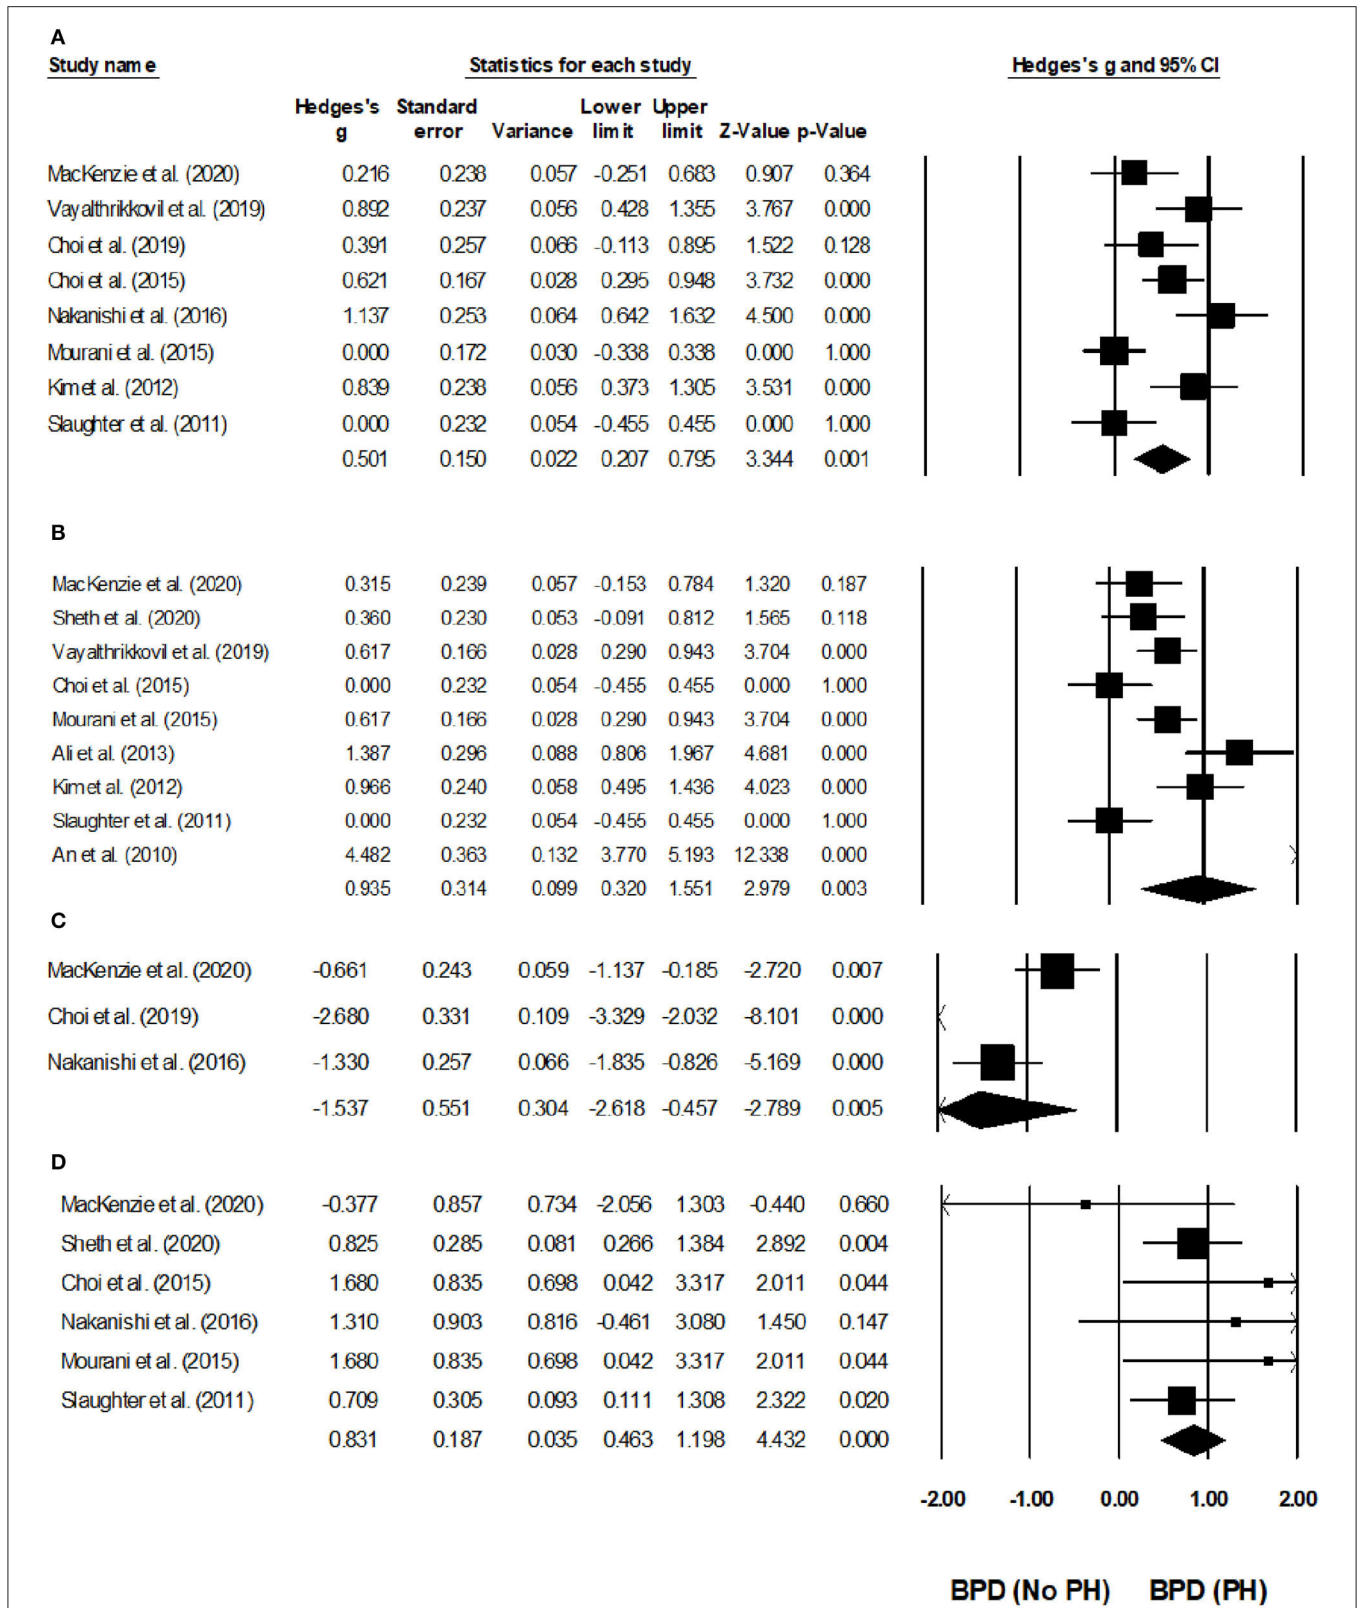 A
Study name Statistics for each study Hedges's g and 95% CI
Hedges's Standard Lower Upper
g error Variance limit limit Z-Value p-Value
MacKenzie et al. (2020) 0.216 0.238 0.057 -0.251 0.683 0.907 0.364
Vayalthrikkovil et al. (2019) 0.892 0.237 0.056 0.428 1.355 3.767 0.000
Choi et al. (2019) 0.391 0.257 0.066 -0.113 0.895 1.522 0.128
Choi et al. (2015) 0.621 0.167 0.028 0.295 0.948 3.732 0.000
Nakanishi et al. (2016) 1.137 0.253 0.064 0.642 1.632 4.500 0.000
Mourani et al. (2015) 0.000 0.172 0.030 -0.338 0.338 0.000 1.000
Kim et al. (2012) 0.839 0.238 0.056 0.373 1.305 3.531 0.000
Slaughter et al. (2011) 0.000 0.232 0.054 -0.455 0.455 0.000 1.000
0.501 0.150 0.022 0.207 0.795 3.344 0.001
B
MacKenzie et al. (2020) 0.315 0.239 0.057 -0.153 0.784 1.320 0.187
Sheth et al. (2020) 0.360 0.230 0.053 -0.091 0.812 1.565 0.118
Vayalthrikkovil et al. (2019) 0.617 0.166 0.028 0.290 0.943 3.704 0.000
Choi et al. (2015) 0.000 0.232 0.054 -0.455 0.455 0.000 1.000
Mourani et al. (2015) 0.617 0.166 0.028 0.290 0.943 3.704 0.000
Ali et al. (2013) 1.387 0.296 0.088 0.806 1.967 4.681 0.000
Kim et al. (2012) 0.966 0.240 0.058 0.495 1.436 4.023 0.000
Slaughter et al. (2011) 0.000 0.232 0.054 -0.455 0.455 0.000 1.000
An et al. (2010) 4.482 0.363 0.132 3.770 5.193 12.338 0.000
0.935 0.314 0.099 0.320 1.551 2.979 0.003
C
MacKenzie et al. (2020) -0.661 0.243 0.059 -1.137 -0.185 -2.720 0.007
Choi et al. (2019) -2.680 0.331 0.109 -3.329 -2.032 -8.101 0.000
Nakanishi et al. (2016) -1.330 0.257 0.066 -1.835 -0.826 -5.169 0.000
-1.537 0.551 0.304 -2.618 -0.457 -2.789 0.005
D
MacKenzie et al. (2020) -0.377 0.857 0.734 -2.056 1.303 -0.440 0.660
Sheth et al. (2020) 0.825 0.285 0.081 0.266 1.384 2.892 0.004
Choi et al. (2015) 1.680 0.835 0.698 0.042 3.317 2.011 0.044
Nakanishi et al. (2016) 1.310 0.903 0.816 -0.461 3.080 1.450 0.147
Mourani et al. (2015) 1.680 0.835 0.698 0.042 3.317 2.011 0.044
Slaughter et al. (2011) 0.709 0.305 0.093 0.111 1.308 2.322 0.020
0.831 0.187 0.035 0.463 1.198 4.432 0.000
-2.00 -1.00 0.00 1.00 2.00
BPD (No PH) BPD (PH)